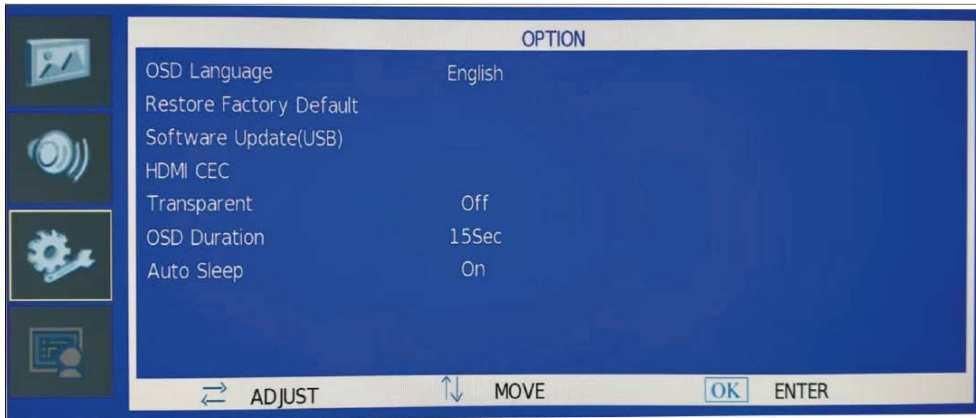 OPTION
OSD Language English
Restore Factory Default
Software Update(USB)
HDMI CEC
Transparent Off
OSD Duration 15Sec
Auto Sleep On
ADJUST MOVE OK ENTER